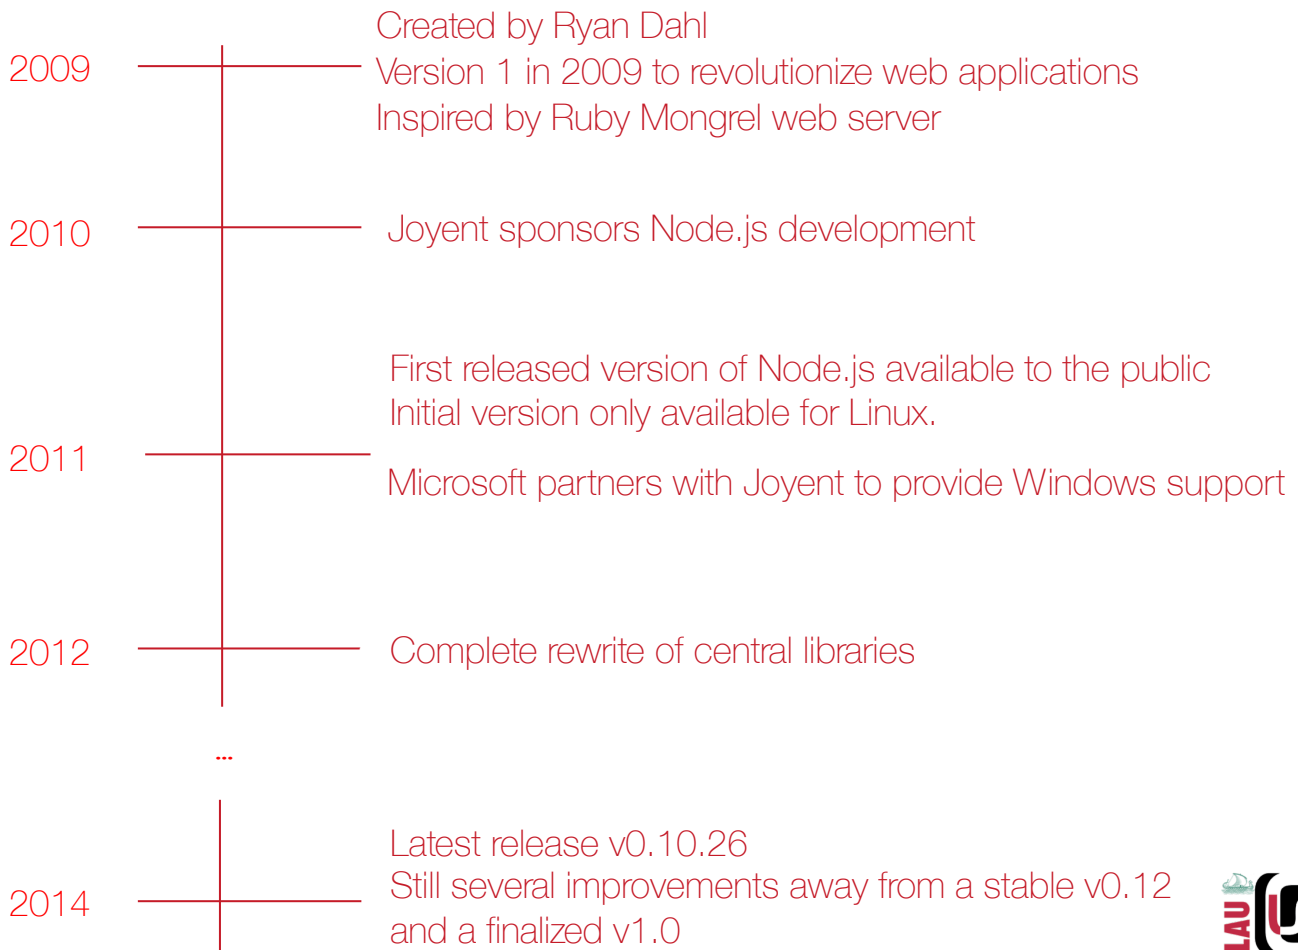 2009
Created by Ryan Dahl
Version 1 in 2009 to revolutionize web applications
Inspired by Ruby Mongrel web server
2010
Joyent sponsors Node.js development
2011
First released version of Node.js available to the public
Initial version only available for Linux.
Microsoft partners with Joyent to provide Windows support
2012
Complete rewrite of central libraries
...
2014
Latest release v0.10.26
Still several improvements away from a stable v0.12
and a finalized v1.0
LAU